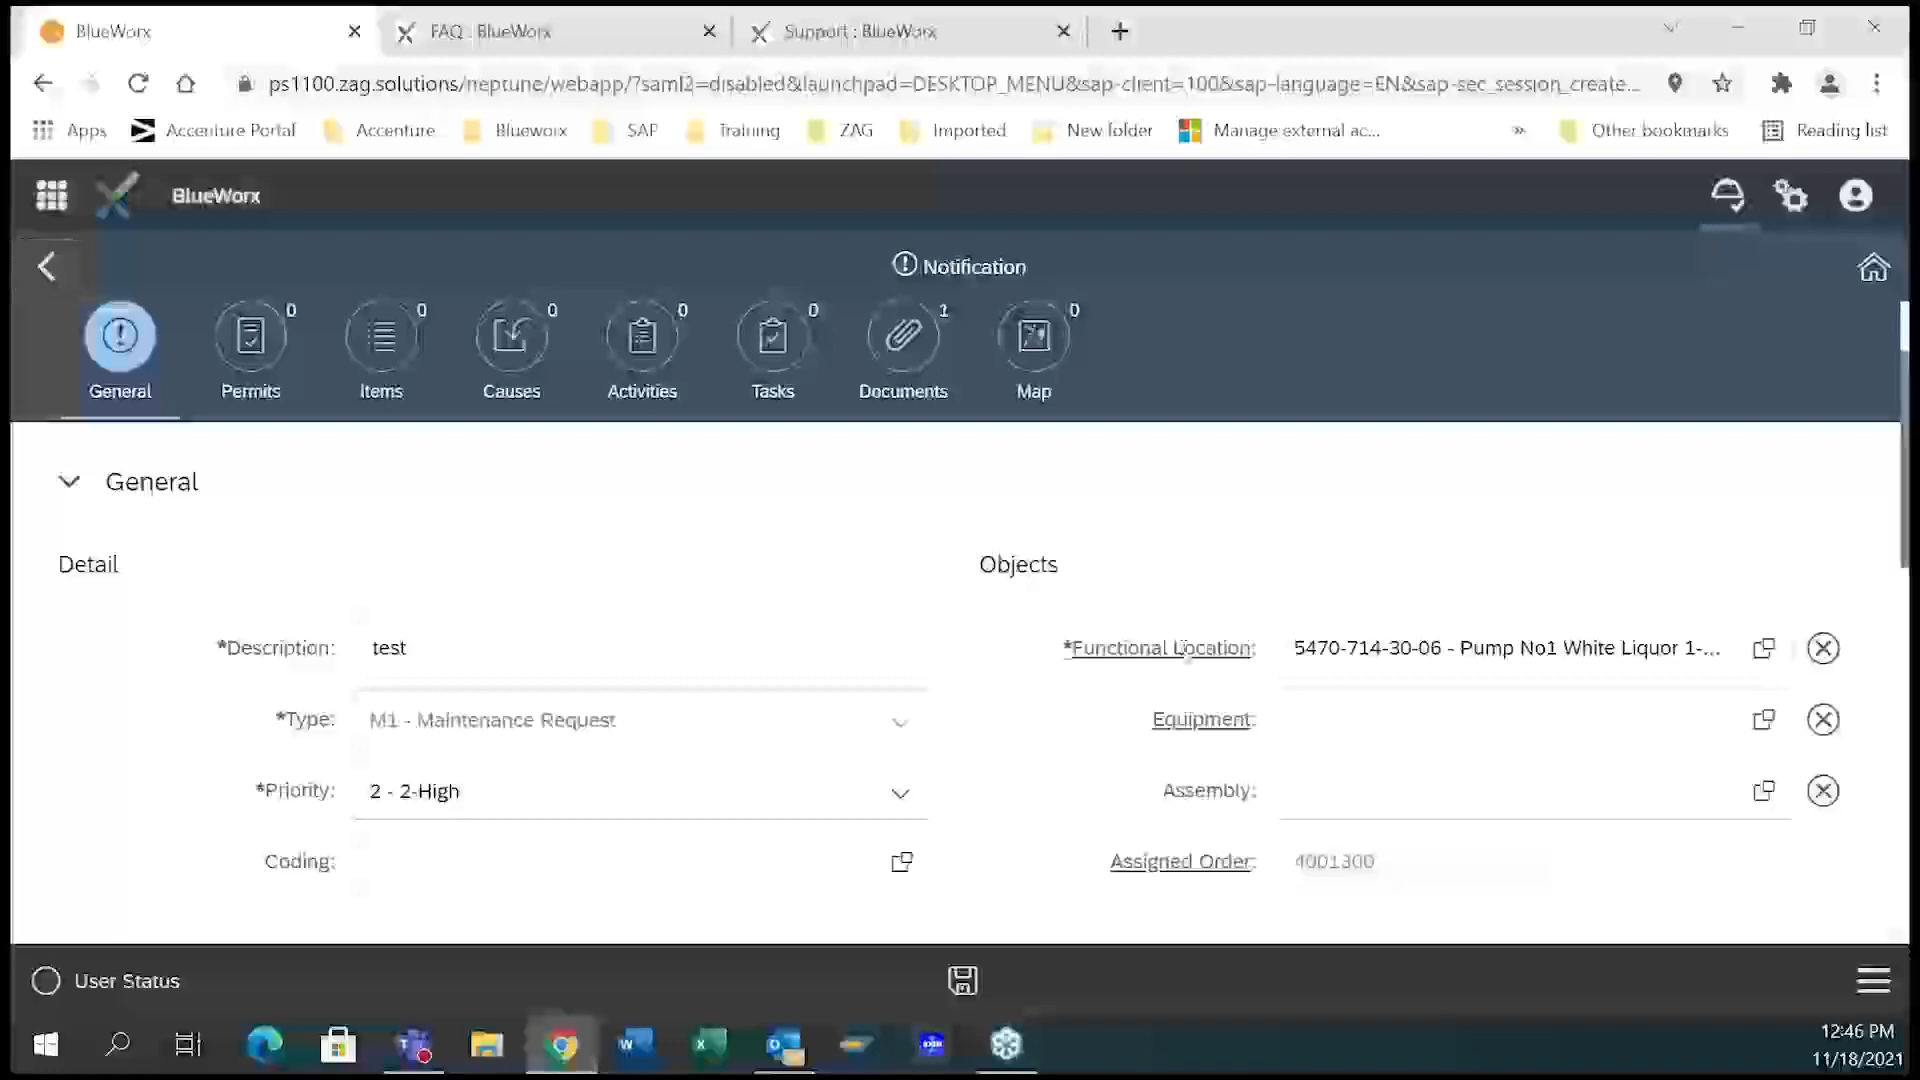 BlueWorx
FAQ : BlueWorx
Support : BlueWorx
ps1100.zag.solutions/neptune/webapp/?saml2=disabled&launchpad=DESKTOP_MENU&sap-client=100&sap-language=EN&sap-sec_session_create...
Apps Accenture Portal Accenture Blueworx SAP Training ZAG Imported New folder Manage external ac... » Other bookmarks Reading list
BlueWorx
Notification
0 0 0 0 0 1 0
General Permits Items Causes Activities Tasks Documents Map
General
Detail
Objects
*Description: test
*Functional Location: 5470-714-30-06 - Pump No1 White Liquor 1-...
*Type: M1 - Maintenance Request
Equipment:
*Priority: 2 - 2-High
Assembly:
Coding:
Assigned Order: 4001300
User Status
12:46 PM
11/18/2021